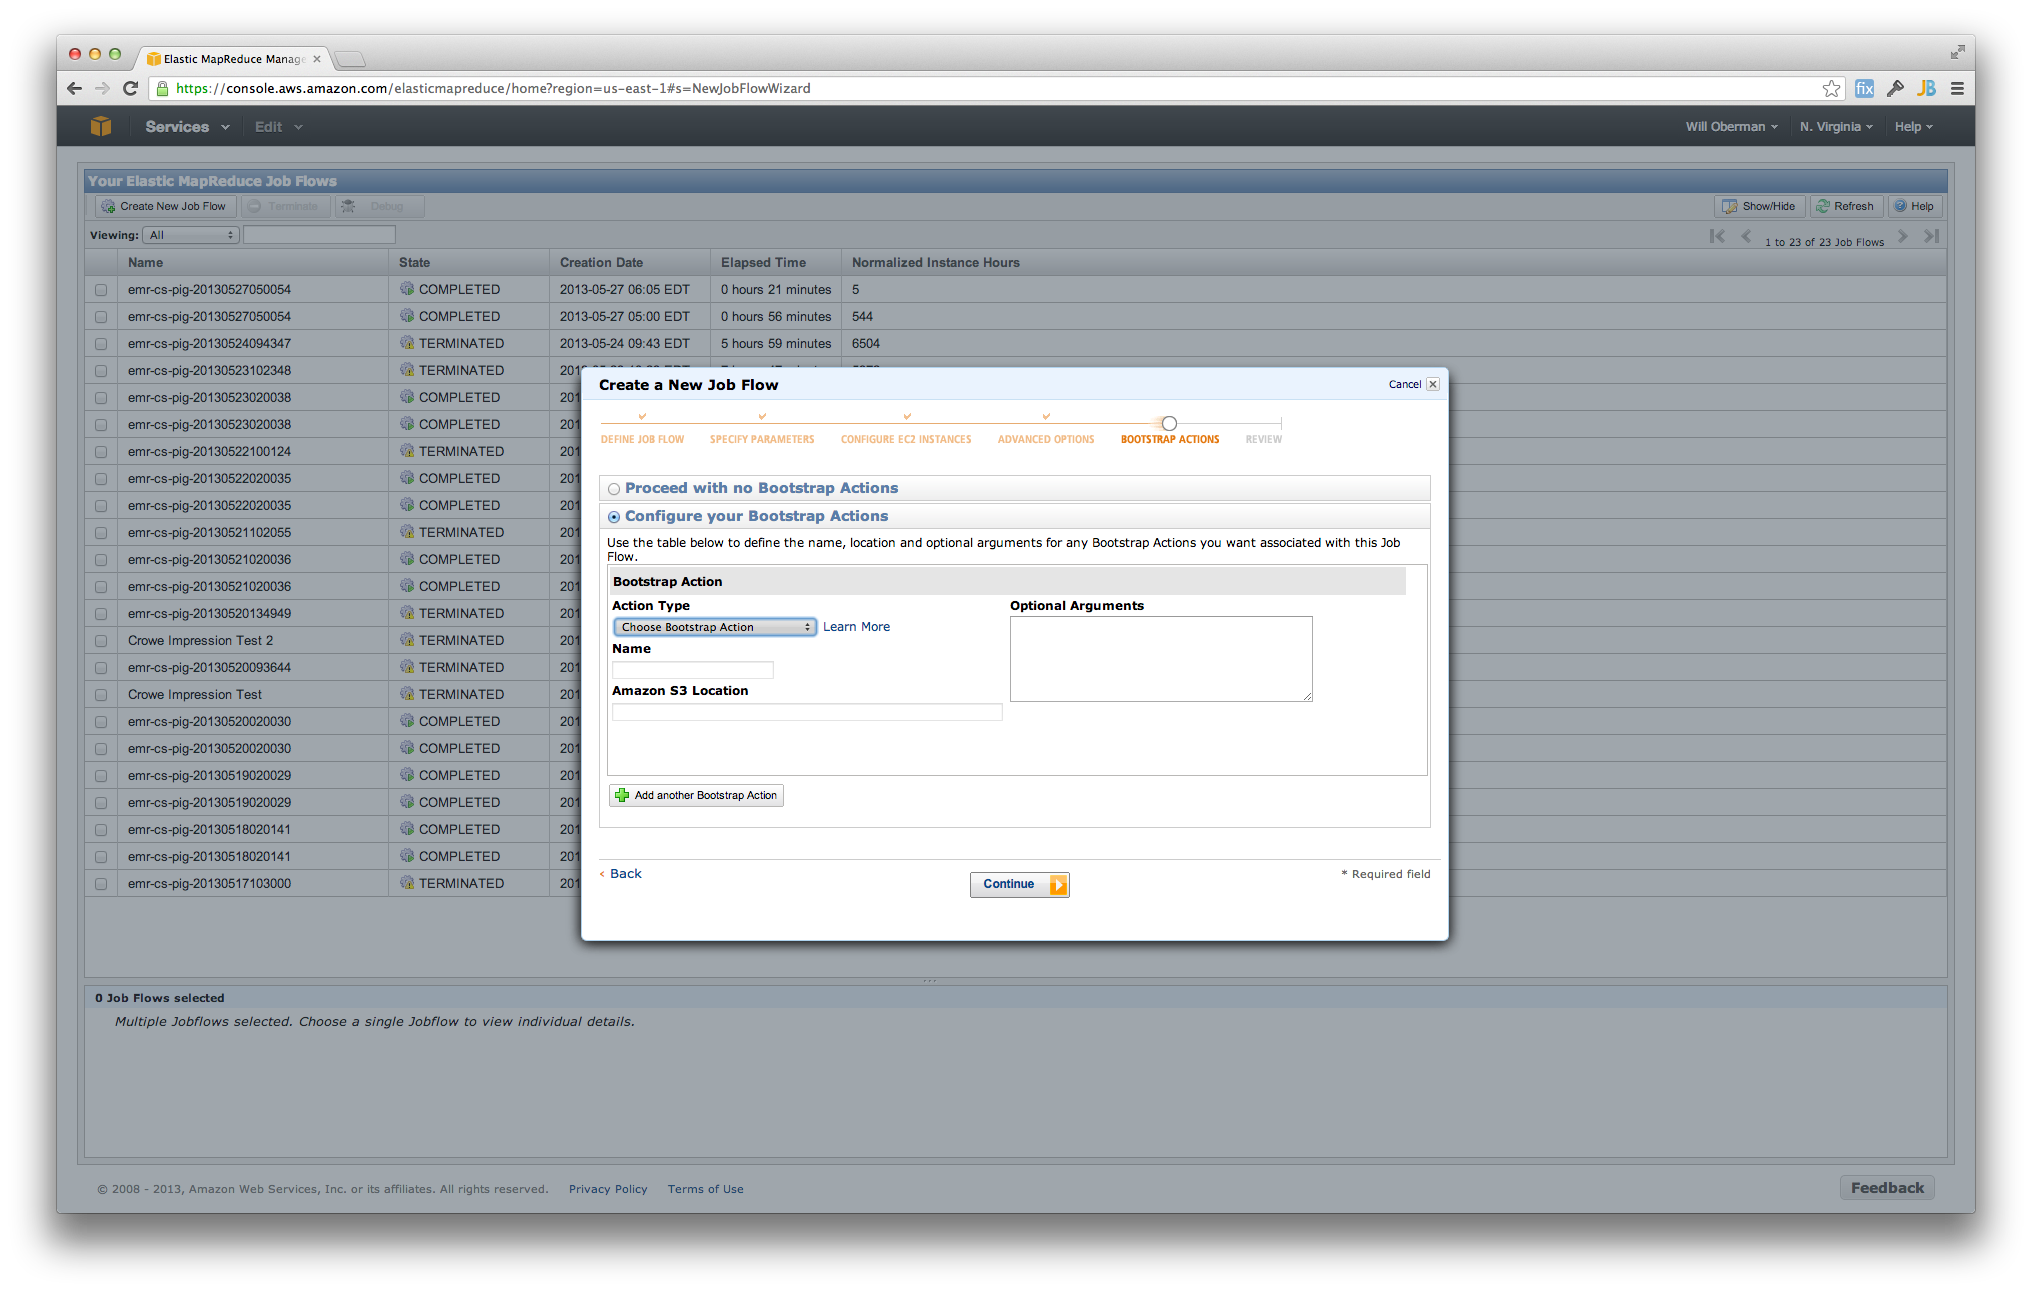 Elastic MapReduce Manage
https://console.aws.amazon.com/elasticmapreduce/home?region=us-east-1#s=NewJobFlowWizard
fix
JB
Services
Edit
Will Oberman
N. Virginia
Help
Your Elastic MapReduce Job Flows
Create New Job Flow
Terminate
Debug
Show/Hide
Refresh
Help
Viewing: All
1 to 23 of 23 Job Flows
Name State Creation Date Elapsed Time Normalized Instance Hours
emr-cs-pig-20130527050054 COMPLETED 2013-05-27 06:05 EDT 0 hours 21 minutes 5
emr-cs-pig-20130527050054 COMPLETED 2013-05-27 05:00 EDT 0 hours 56 minutes 544
emr-cs-pig-20130524094347 TERMINATED 2013-05-24 09:43 EDT 5 hours 59 minutes 6504
emr-cs-pig-20130523102348 TERMINATED
emr-cs-pig-20130523020038 COMPLETED 201
emr-cs-pig-20130523020038 COMPLETED 201
emr-cs-pig-20130522100124 TERMINATED 201
emr-cs-pig-20130522020035 COMPLETED 201
emr-cs-pig-20130522020035 COMPLETED 201
emr-cs-pig-20130521102055 TERMINATED 201
emr-cs-pig-20130521020036 COMPLETED 201
emr-cs-pig-20130521020036 COMPLETED 201
emr-cs-pig-20130520134949 TERMINATED 201
Crowe Impression Test 2 TERMINATED 201
emr-cs-pig-20130520093644 TERMINATED 201
Crowe Impression Test TERMINATED 201
emr-cs-pig-20130520020030 COMPLETED 201
emr-cs-pig-20130520020030 COMPLETED 201
emr-cs-pig-20130519020029 COMPLETED 201
emr-cs-pig-20130519020029 COMPLETED 201
emr-cs-pig-20130518020141 COMPLETED 201
emr-cs-pig-20130518020141 COMPLETED 201
emr-cs-pig-20130517103000 TERMINATED 201
Create a New Job Flow
Cancel
DEFINE JOB FLOW
SPECIFY PARAMETERS
CONFIGURE EC2 INSTANCES
ADVANCED OPTIONS
BOOTSTRAP ACTIONS
REVIEW
Proceed with no Bootstrap Actions
Configure your Bootstrap Actions
Use the table below to define the name, location and optional arguments for any Bootstrap Actions you want associated with this Job
Flow.
Bootstrap Action
Action Type
Choose Bootstrap Action
Learn More
Name
Amazon S3 Location
Optional Arguments
Add another Bootstrap Action
‹ Back
Continue
* Required field
0 Job Flows selected
Multiple Jobflows selected. Choose a single Jobflow to view individual details.
© 2008 - 2013, Amazon Web Services, Inc. or its affiliates. All rights reserved.
Privacy Policy
Terms of Use
Feedback